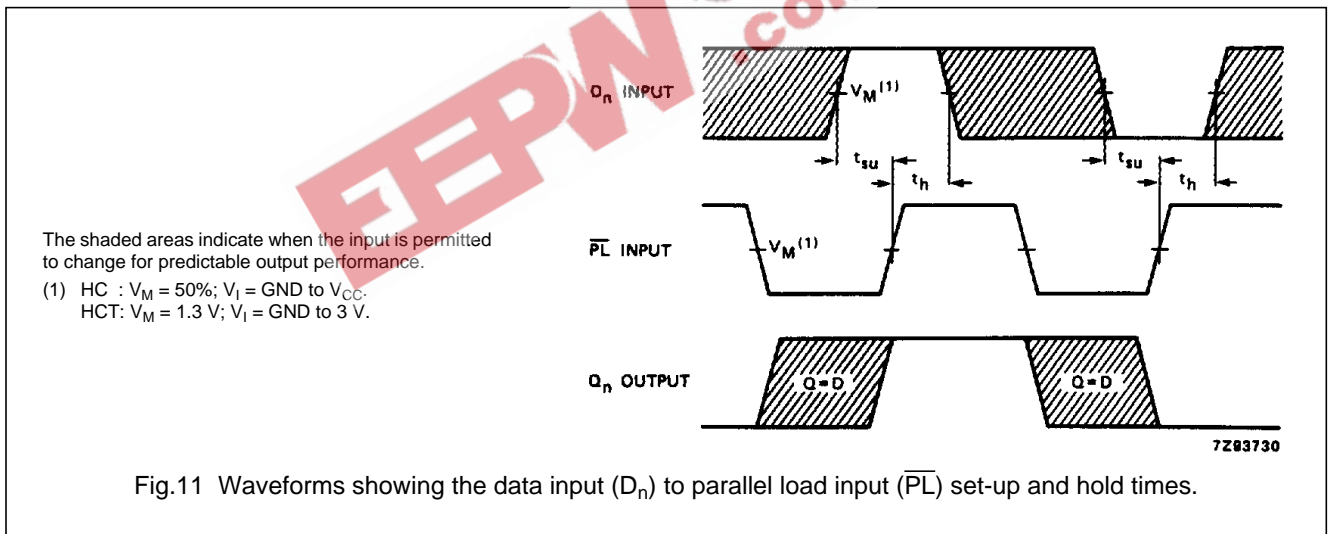 EEPW
.com
Dn INPUT
VM(1)
tsu
th
tsu
th
The shaded areas indicate when the input is permitted
to change for predictable output performance.
(1) HC : VM = 50%; VI = GND to VCC.
HCT: VM = 1.3 V; VI = GND to 3 V.
P̅L̅ INPUT
VM(1)
Qn OUTPUT
Q=D
Q=D
7Z83730
Fig.11 Waveforms showing the data input (Dn) to parallel load input (P̅L̅) set-up and hold times.